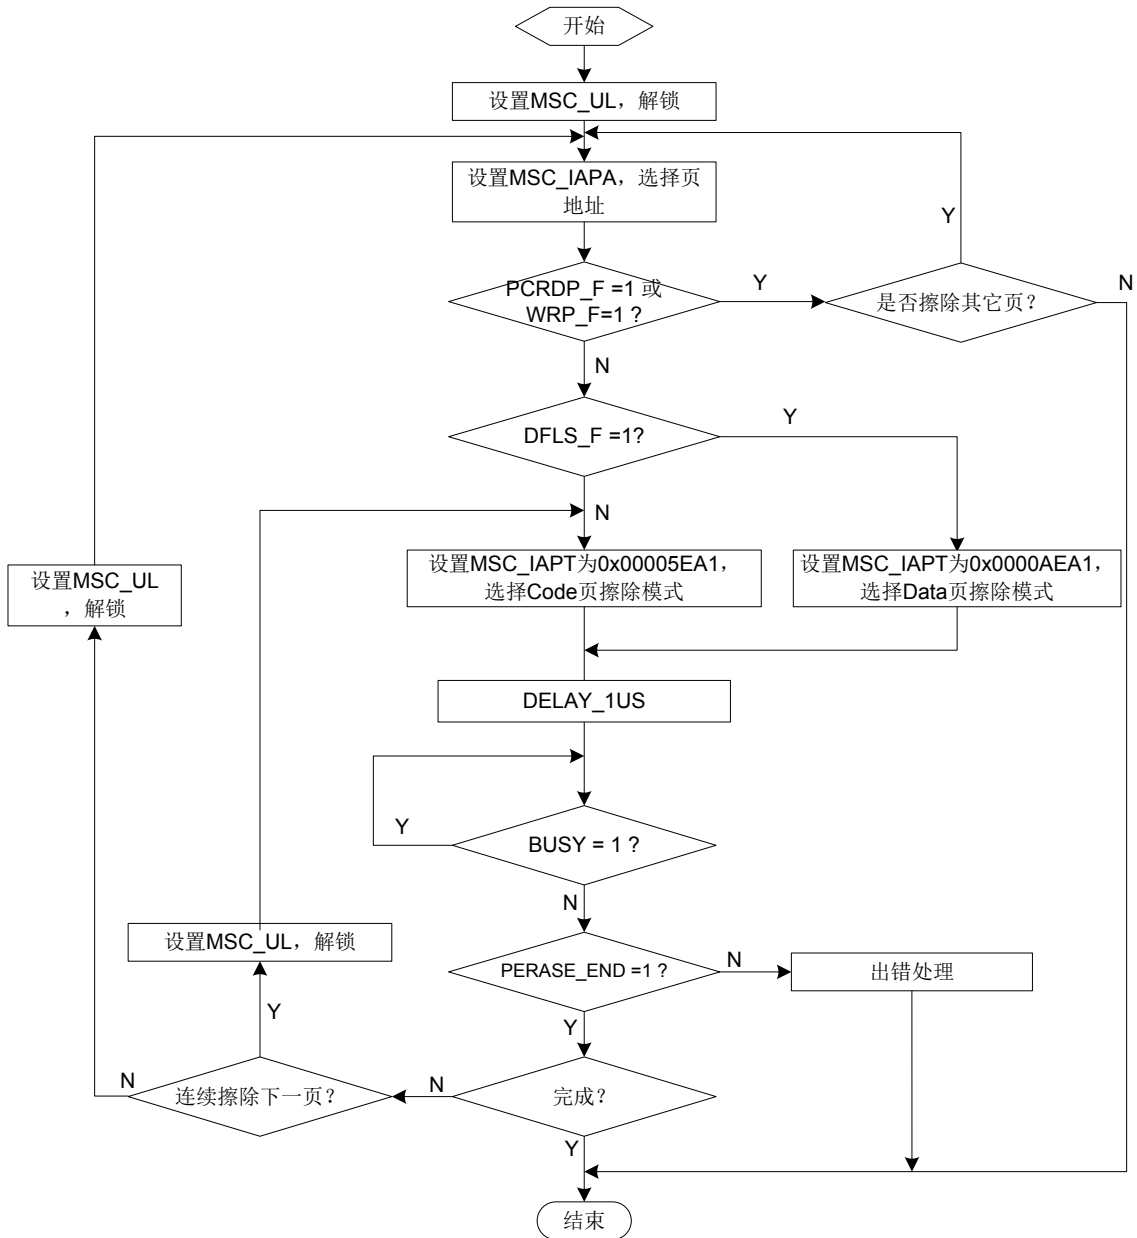 开始
设置MSC_UL，解锁
设置MSC_IAPA，选择页
地址
Y
PCRDP_F =1 或
WRP_F=1 ?
Y
是否擦除其它页？
N
N
DFLS_F =1?
Y
N
设置MSC_UL
，解锁
设置MSC_IAPT为0x00005EA1，
选择Code页擦除模式
设置MSC_IAPT为0x0000AEA1，
选择Data页擦除模式
DELAY_1US
Y
BUSY = 1 ?
N
设置MSC_UL，解锁
PERASE_END =1 ?
N
出错处理
Y
Y
N
连续擦除下一页？
N
完成？
Y
结束